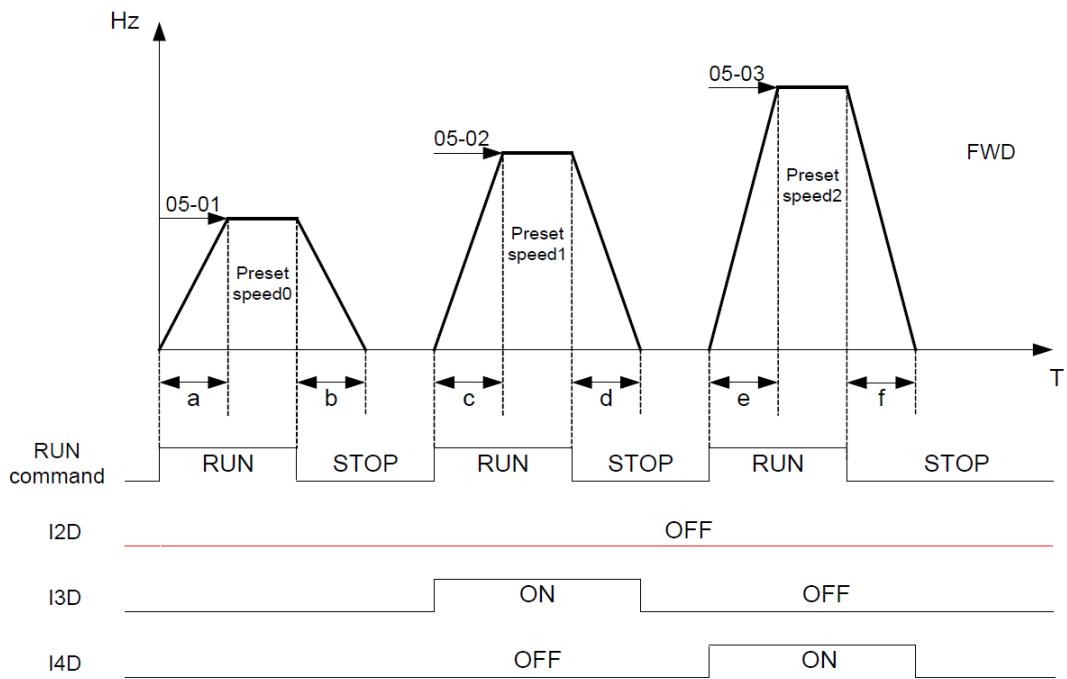 Hz
05-03
05-02
FWD
Preset
speed2
05-01
Preset
speed1
Preset
speed0
T
a
b
c
d
e
f
RUN
command
RUN
STOP
RUN
STOP
RUN
STOP
I2D
OFF
I3D
ON
OFF
I4D
OFF
ON